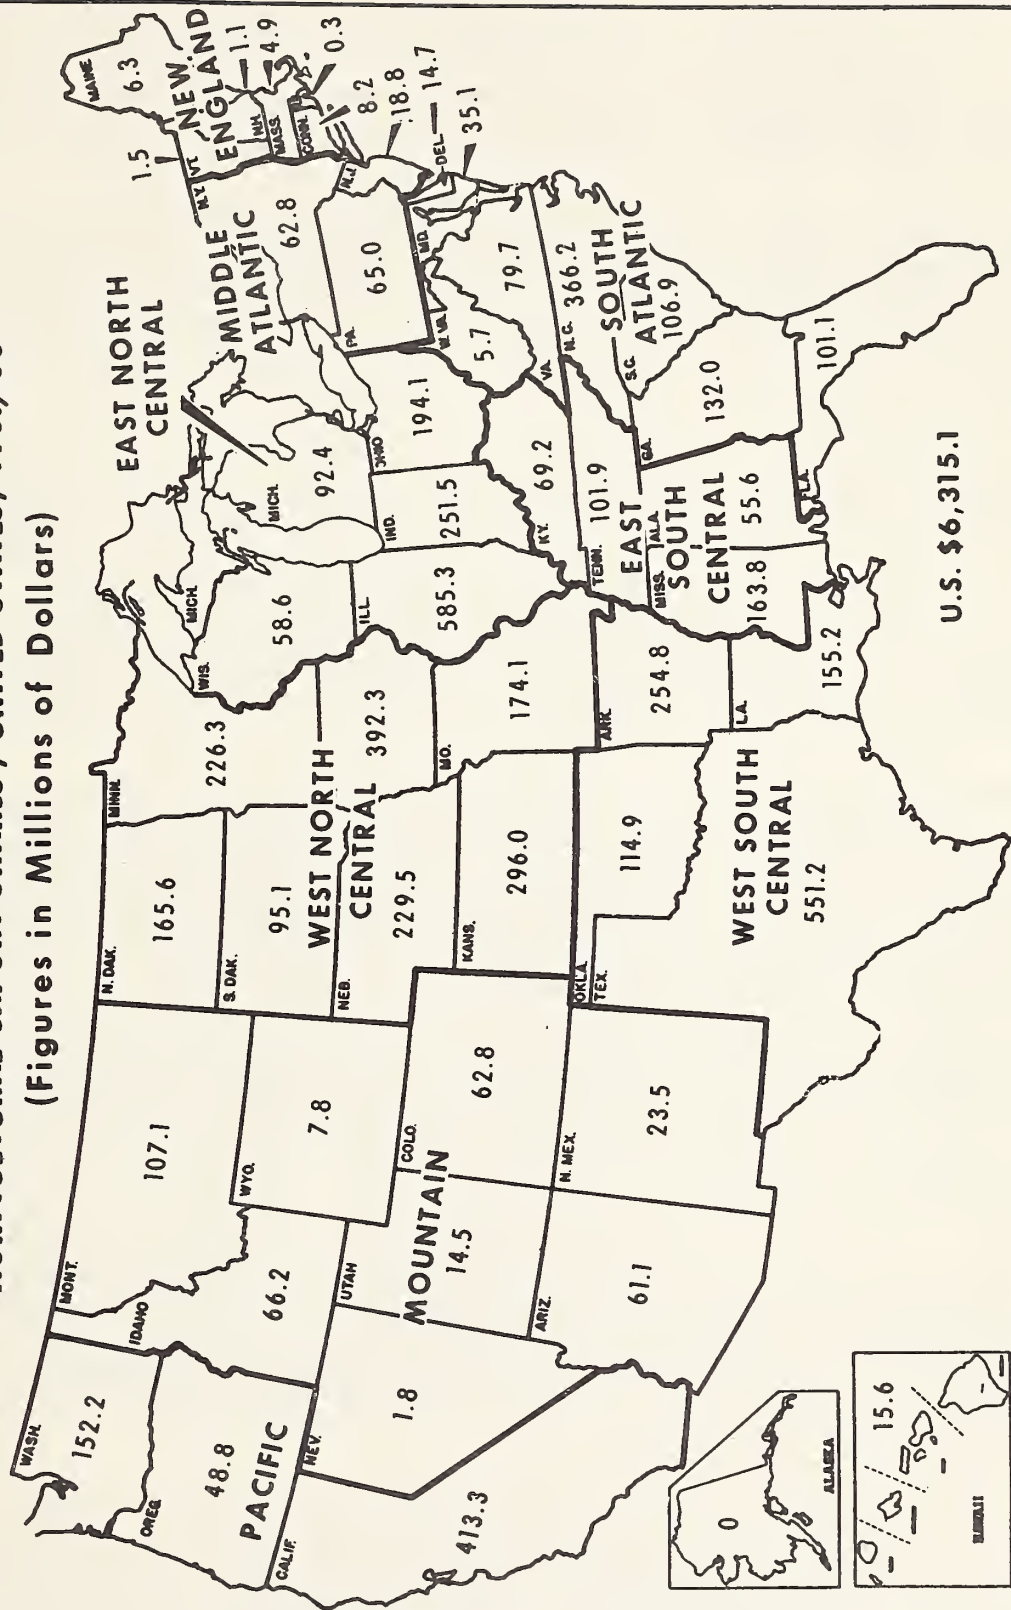 (Figures in Millions of Dollars)
WASH.
152.2
OREG.
48.8
PACIFIC
CALIF.
413.3
NEV.
1.8
IDAHO
66.2
MONT.
107.1
WYO.
7.8
UTAH
14.5
MOUNTAIN
COLO.
62.8
ARIZ.
61.1
N. MEX.
23.5
N. DAK.
165.6
S. DAK.
95.1
WEST NORTH
CENTRAL
NEB.
229.5
KANS.
296.0
OKLA.
114.9
TEX.
WEST SOUTH
CENTRAL
551.2
MINN.
226.3
392.3
MO.
174.1
ARK.
254.8
LA.
155.2
WIS.
58.6
MICH.
ILL.
585.3
EAST NORTH
CENTRAL
MICH.
92.4
IND.
251.5
OHIO
194.1
KY.
69.2
TENN.
101.9
EAST
SOUTH
CENTRAL
MISS.
163.8
ALA.
55.6
MIDDLE
ATLANTIC
N.Y.
62.8
PA.
65.0
N.J.
18.8
NEW
ENGLAND
MAINE
6.3
VT.
1.5
N.H.
1.1
MASS.
4.9
0.3
CONN.
8.2
DEL.
14.7
MD.
35.1
W. VA.
5.7
VA.
79.7
N.C.
366.2
SOUTH
ATLANTIC
S.C.
106.9
GA.
132.0
FLA.
101.1
ALASKA
0
HAWAII
15.6
U.S. $6,315.1